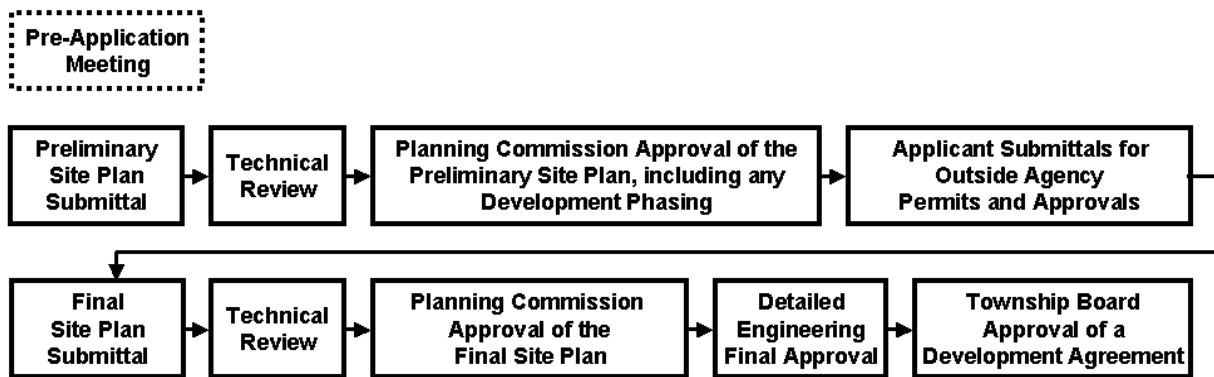 Pre-Application
Meeting
Preliminary
Site Plan
Submittal
Technical
Review
Planning Commission Approval of the
Preliminary Site Plan, including any
Development Phasing
Applicant Submittals for
Outside Agency
Permits and Approvals
Final
Site Plan
Submittal
Technical
Review
Planning Commission
Approval of the
Final Site Plan
Detailed
Engineering
Final Approval
Township Board
Approval of a
Development Agreement